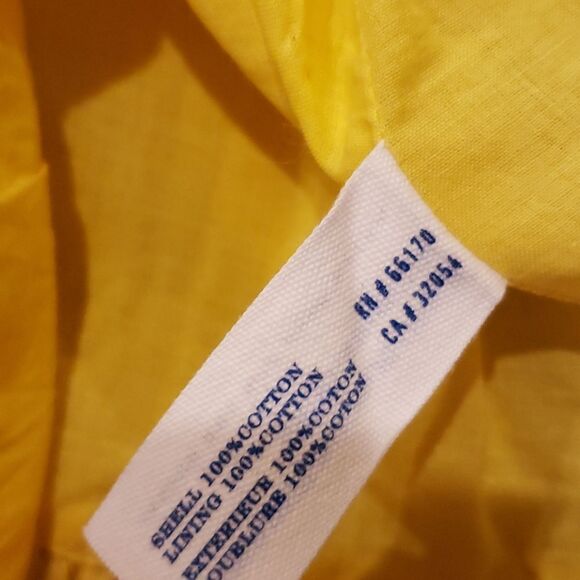 RN # 66170
CA # 32054
SHELL 100%COTTON
LINING 100%COTTON
EXTERIEUR 100%COTON
DOUBLURE 100%COTON